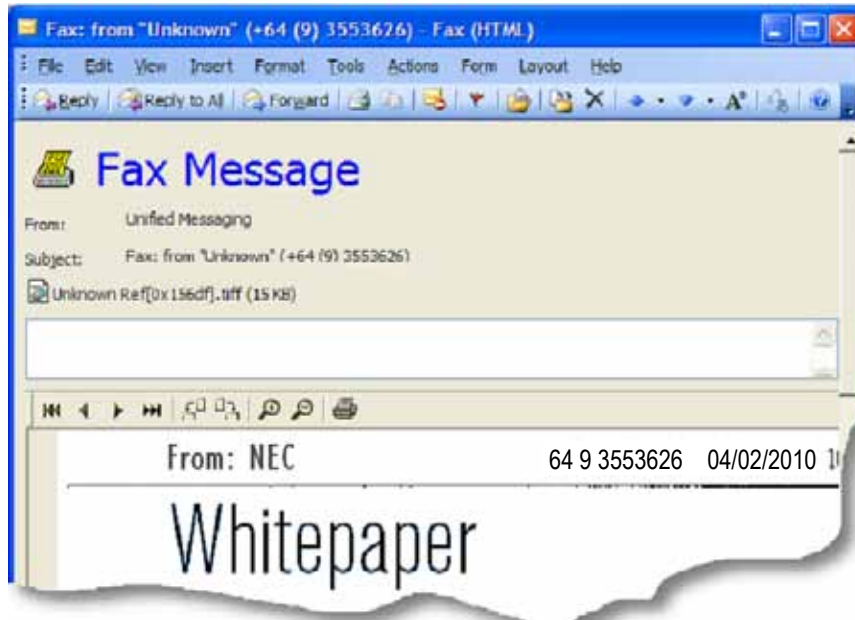 Fax: from "Unknown" (+64 (9) 3553626) - Fax (HTML)
File Edit View Insert Format Tools Actions Form Layout Help
Reply Reply to All Forward
Fax Message
From: Unified Messaging
Subject: Fax: from "Unknown" (+64 (9) 3553626)
Unknown Ref[0x156df].tiff (15 KB)
From: NEC 64 9 3553626 04/02/2010
Whitepaper